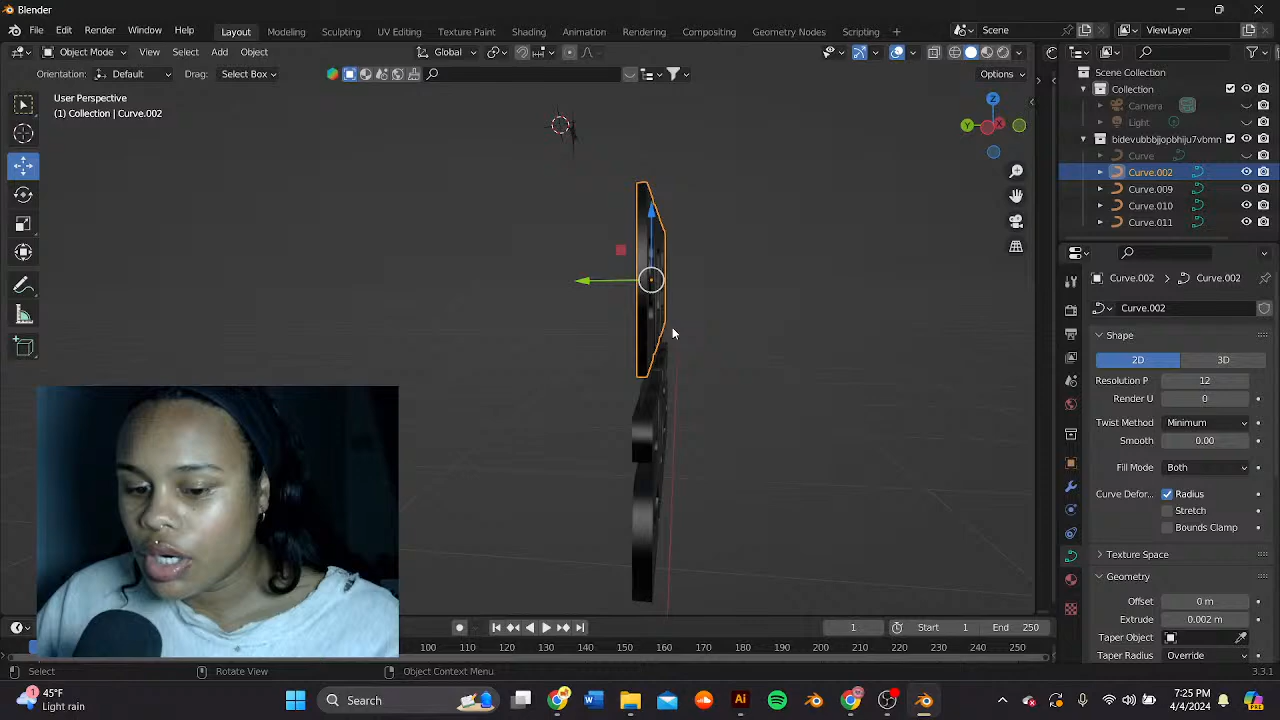 Blender
File Edit Render Window Help Layout Modeling Sculpting UV Editing Texture Paint Shading Animation Rendering Compositing Geometry Nodes Scripting Scene ViewLayer
Object Mode View Select Add Object Global
Orientation: Default Drag: Select Box Options
User Perspective
(1) Collection | Curve.002
Z
Y
X
Scene Collection
Collection
Camera
Light
bidevubbbjjopbhiju7vbmn
Curve
Curve.002
Curve.009
Curve.010
Curve.011
Curve.002 Curve.002
Curve.002
Shape
2D 3D
Resolution P 12
Render U 0
Twist Method Minimum
Smooth 0.00
Fill Mode Both
Curve Defor... Radius
Stretch
Bounds Clamp
Texture Space
Geometry
Offset 0 m
Extrude 0.002 m
Taper Object
Taper Radius Override
1 Start 1 End 250
100 110 120 130 140 150 160 170 180 190 200 210 220 230 240 250
Select Rotate View Object Context Menu 3.3.1
1 45°F
Light rain
Search
7:25 PM
4/4/2024